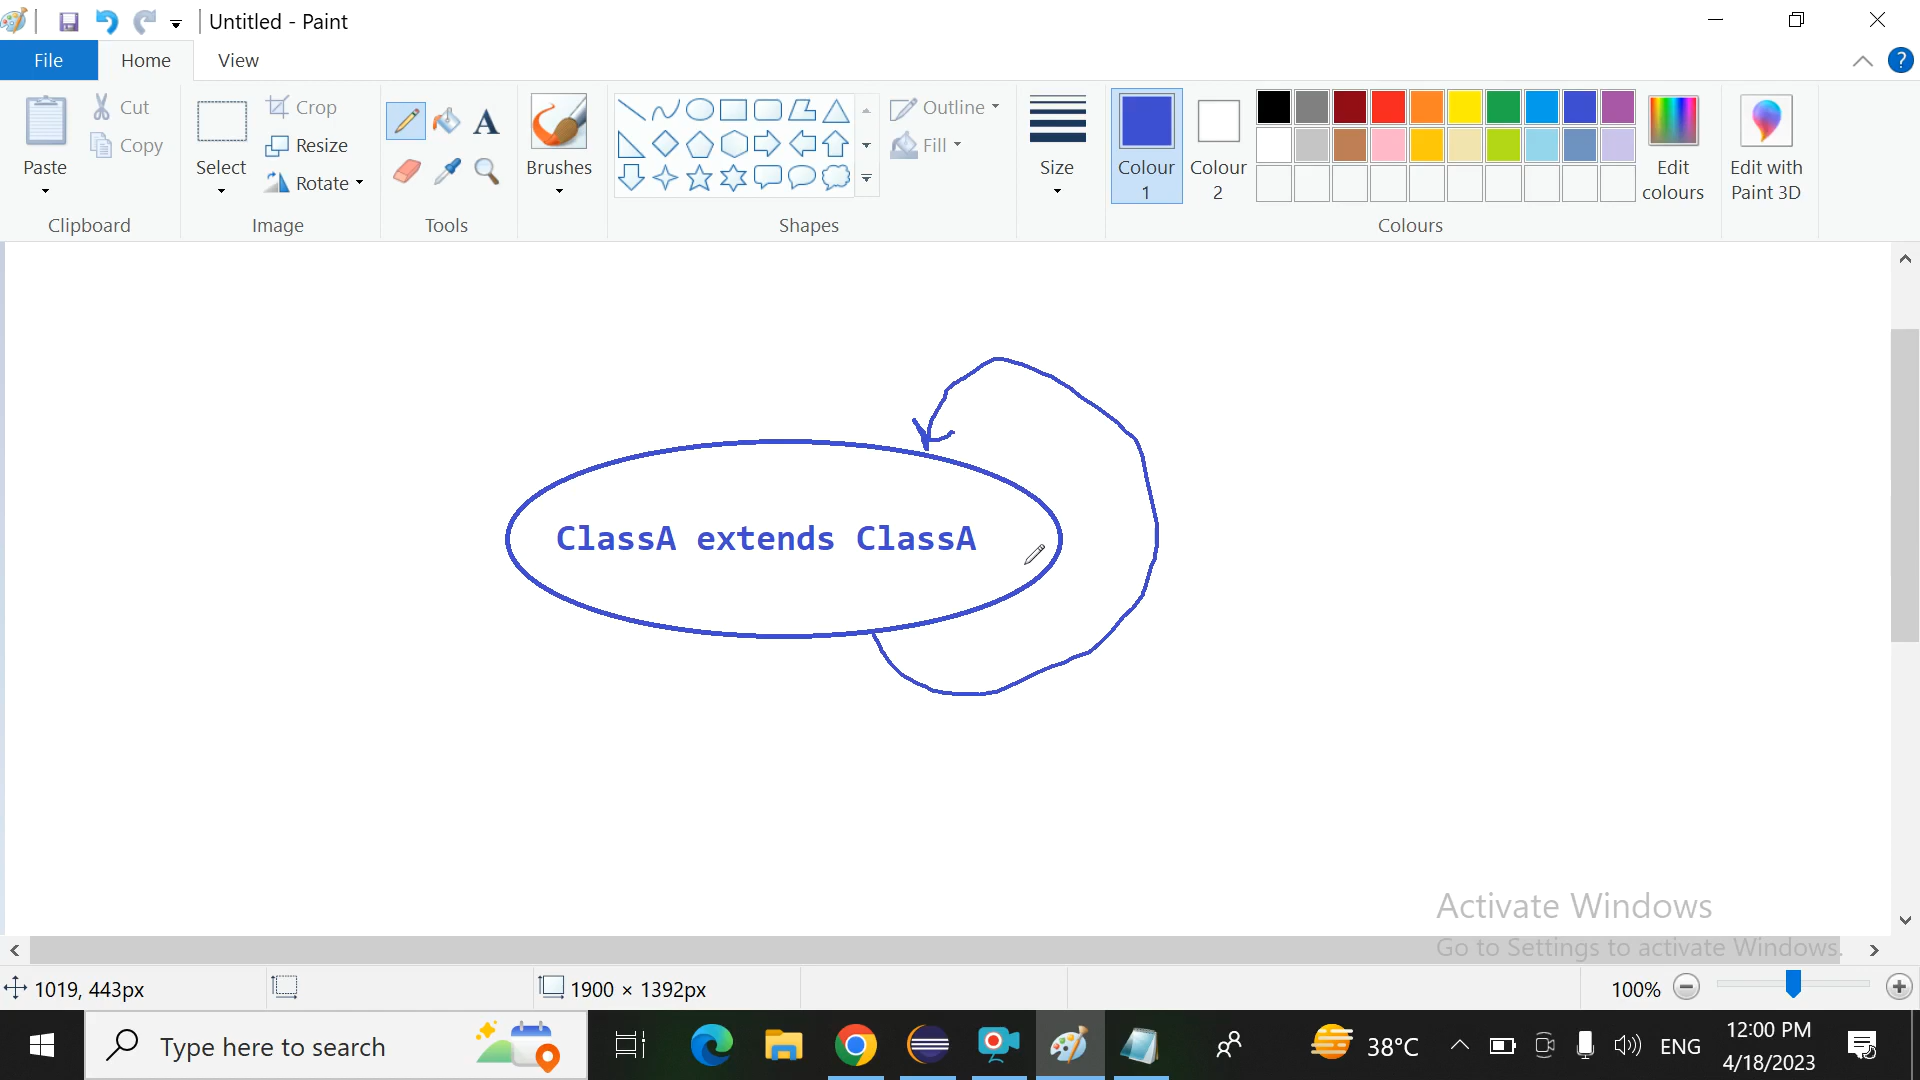 Untitled - Paint
File
Home
View
Paste
Cut
Copy
Clipboard
Select
Crop
Resize
Rotate
Image
A
Tools
Brushes
Shapes
Outline
Fill
Size
Colour
1
Colour
2
Colours
Edit
colours
Edit with
Paint 3D
?
ClassA extends ClassA
Activate Windows
Go to Settings to activate Windows.
1019, 443px
1900 × 1392px
100%
Type here to search
38°C
ENG
12:00 PM
4/18/2023